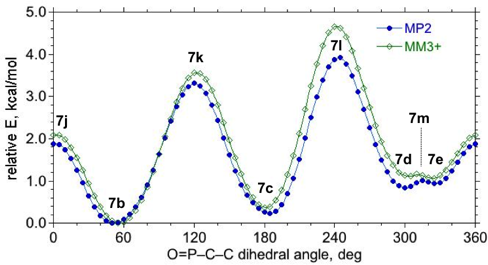 5.0
4.0
3.0
2.0
1.0
0.0
relative E, kcal/mol
MP2
MM3+
7j
7b
7k
7c
7l
7d
7m
7e
0 60 120 180 240 300 360
O=P–C–C dihedral angle, deg